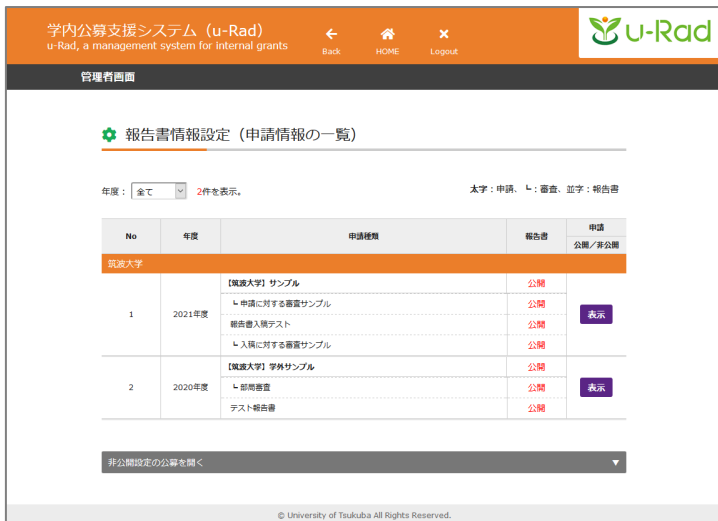 学内公募支援システム（u-Rad）
u-Rad, a management system for internal grants
Back HOME Logout
u-Rad
管理者画面
報告書情報設定（申請情報の一覧）
年度： 全て 2件を表示。 太字：申請、┗：審査、並字：報告書
No 年度 申請種類 報告書 申請
公開／非公開
筑波大学
1 2021年度 【筑波大学】サンプル 公開 表示
┗申請に対する審査サンプル 公開
報告書入稿テスト 公開
┗入稿に対する審査サンプル 公開
2 2020年度 【筑波大学】学外サンプル 公開 表示
┗部局審査 公開
テスト報告書 公開
非公開設定の公募を開く ▼
© University of Tsukuba All Rights Reserved.